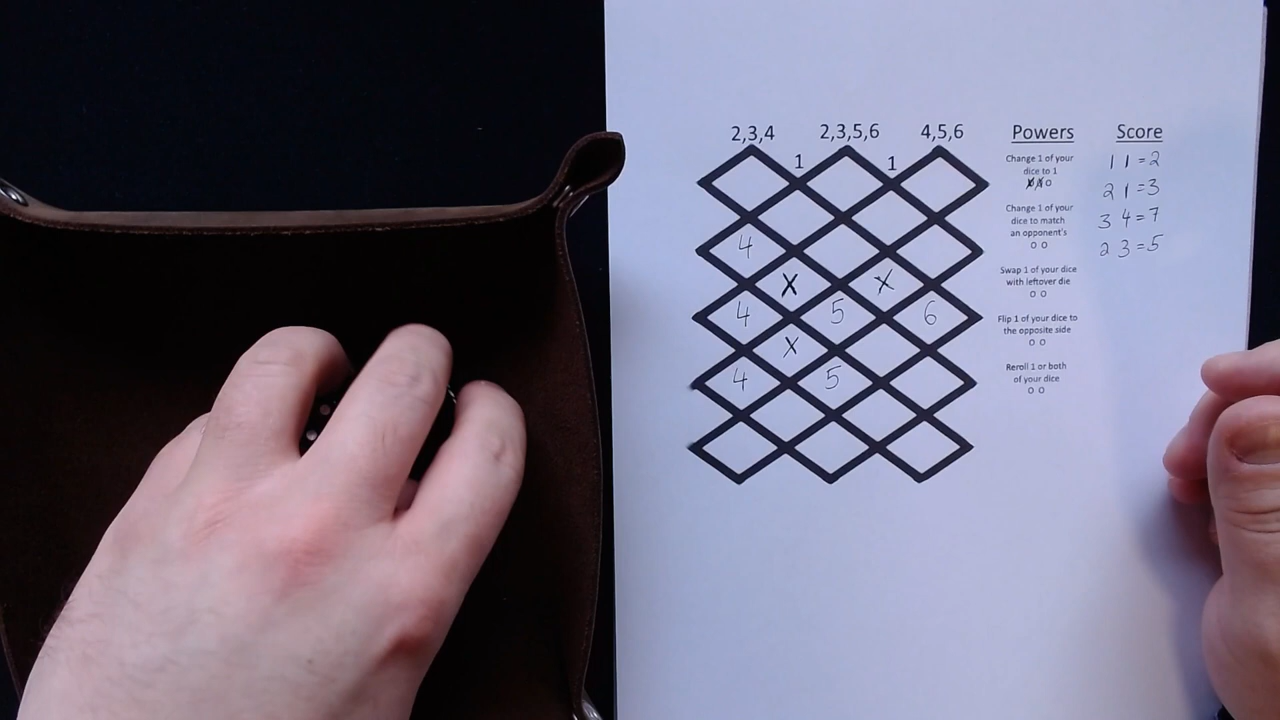 2,3,4 2,3,5,6 4,5,6 Powers Score
1 1
Change 1 of your
dice to 1
X X O
1 1 = 2
2 1 = 3
3 4 = 7
2 3 = 5
Change 1 of your
dice to match
an opponent's
O O
4
X X
Swap 1 of your dice
with leftover die
O O
4 5 6
Flip 1 of your dice to
the opposite side
O O
X
4 5
Reroll 1 or both
of your dice
O O